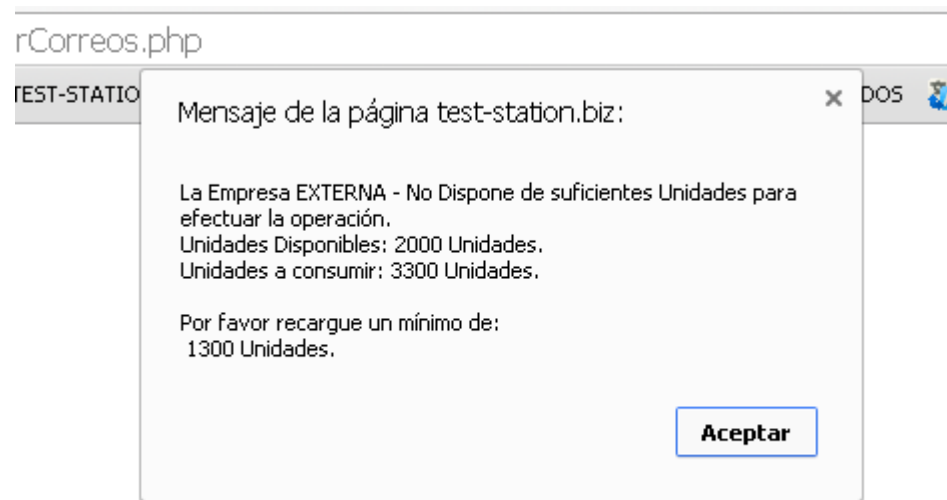 rCorreos.php
TEST-STATIO
DOS
Mensaje de la página test-station.biz:
La Empresa EXTERNA - No Dispone de suficientes Unidades para
efectuar la operación.
Unidades Disponibles: 2000 Unidades.
Unidades a consumir: 3300 Unidades.
Por favor recargue un mínimo de:
1300 Unidades.
Aceptar